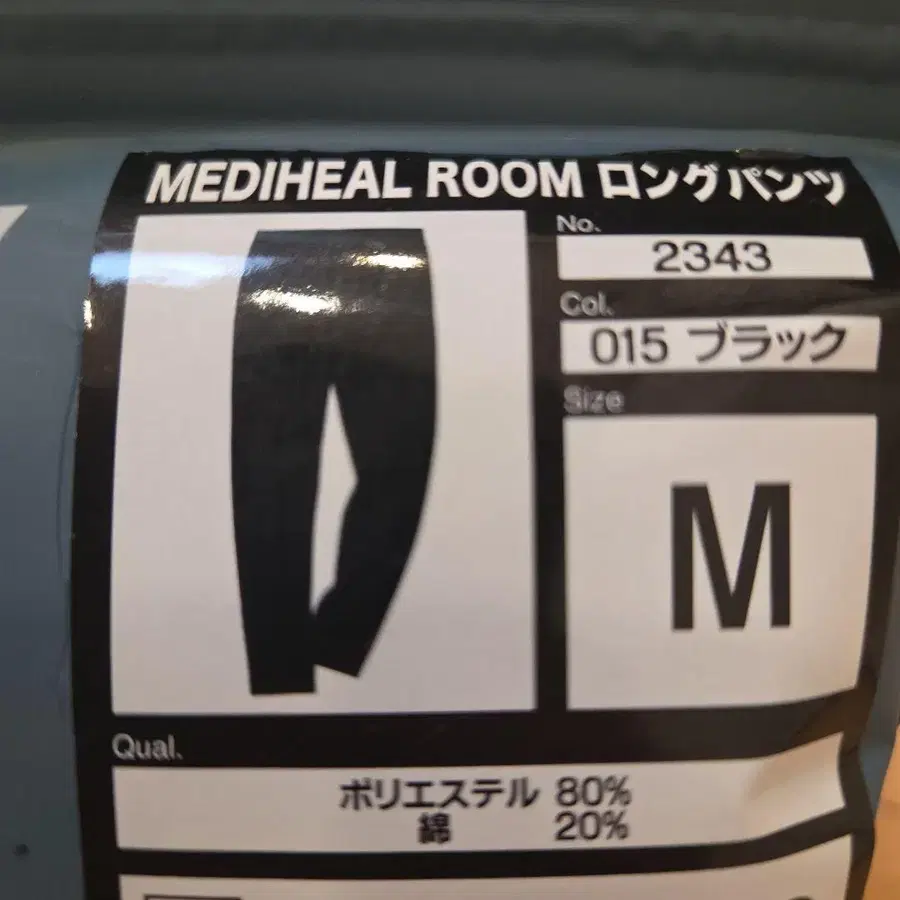 MEDIHEAL ROOM ロングパンツ
No.
2343
Col.
015 ブラック
Size
M
Qual.
ポリエステル 80%
綿 20%